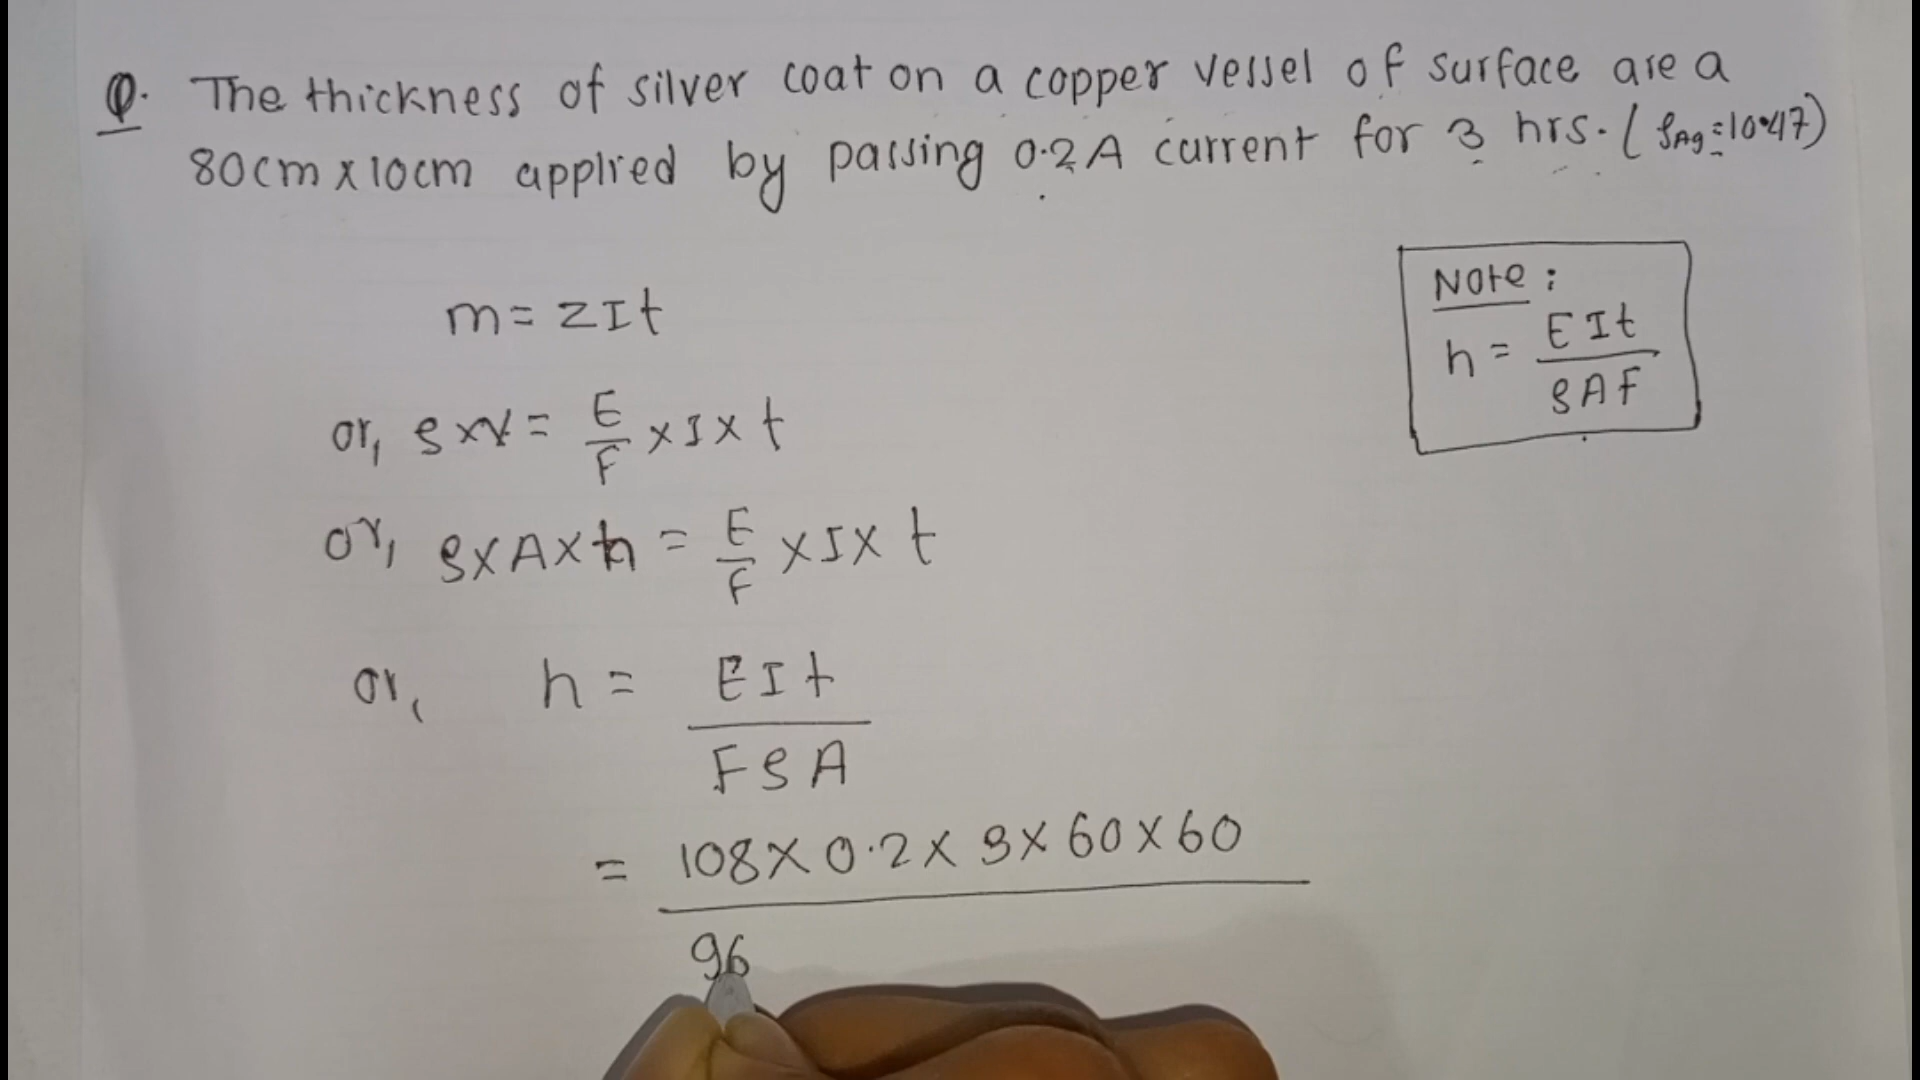 Q. The thickness of silver coat on a copper vessel of surface area
80cm x 10cm applied by passing 0.2A current for 3 hrs. (ρAg = 10.47)
Note:
h = EIt / ρAF
m = ZIt
or, ρ×V = E/F × I × t
or, ρ×A×h = E/F × I × t
or, h = EIt / FρA
= 108 × 0.2 × 3 × 60 × 60
96